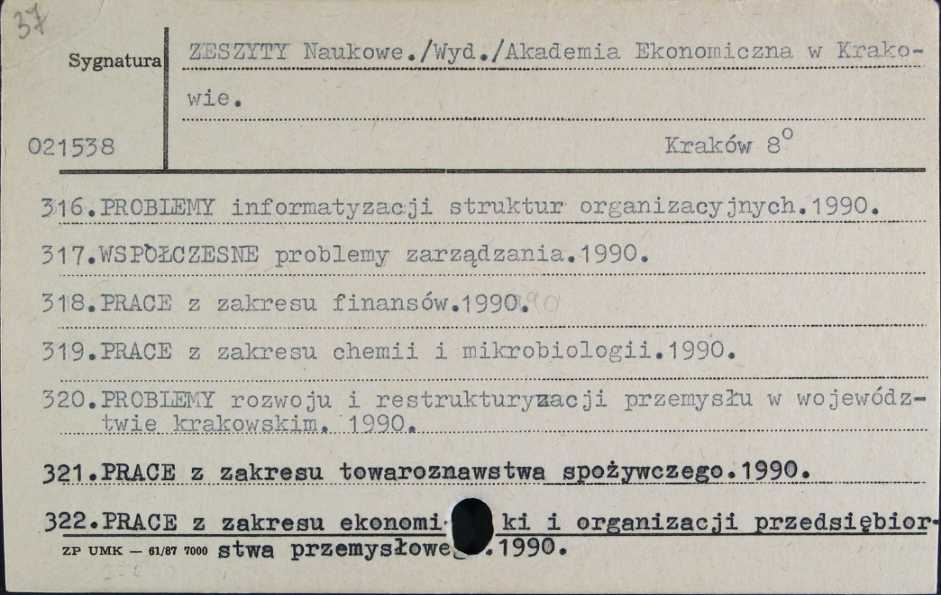 37
Sygnatura
ZESZYTY Naukowe./Wyd./Akademia Ekonomiczna w Krako-
wie.
021538
Kraków 8°
316.PROBLEMY informatyzacji struktur organizacyjnych.1990.
317.WSPÓŁCZESNE problemy zarządzania.1990.
318.PRACE z zakresu finansów.1990.
319.PRACE z zakresu chemii i mikrobiologii.1990.
320.PROBLEMY rozwoju i restrukturyzacji przemysłu w wojewódz-
twie krakowskim. 1990.
321.PRACE z zakresu towaroznawstwa spożywczego.1990.
322.PRACE z zakresu ekonomi ki i organizacji przedsiębior-
stwa przemysłoweg .1990.
ZP UMK — 61/87 7000